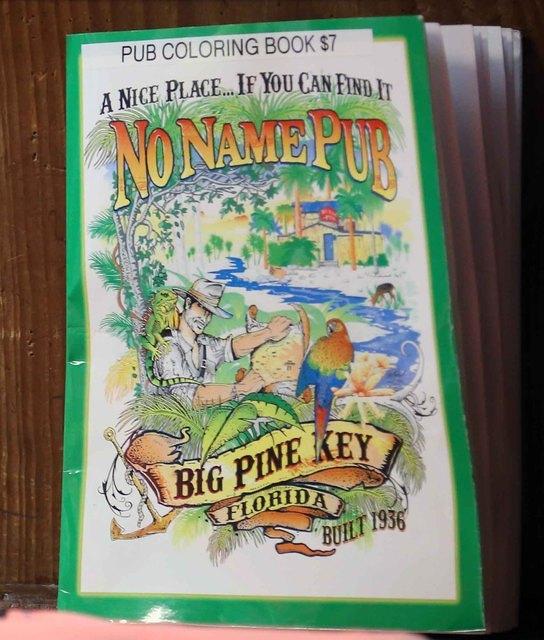 PUB COLORING BOOK $7
A NICE PLACE... IF YOU CAN FIND IT
NO NAME PUB
BIG PINE KEY
FLORIDA
BUILT 1936